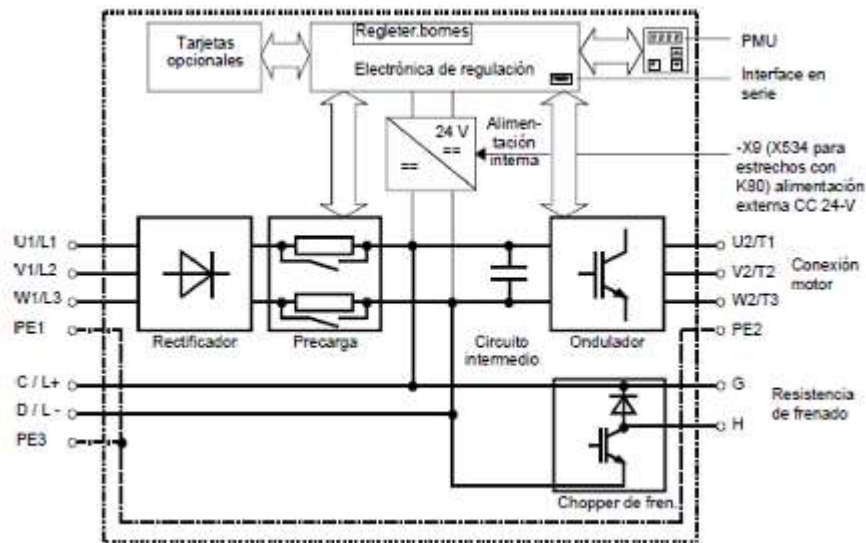 Tarjetas
opcionales
Regleter.bornes
Electrónica de regulación
PMU
Interface en
serie
24 V
==
==
Alimen-
tación
interna
-X9 (X534 para
estrechos con
K80) alimentación
externa CC 24-V
U1/L1
V1/L2
W1/L3
PE1
Rectificador
Precarga
Circuito
intermedio
Ondulador
U2/T1
V2/T2
W2/T3
PE2
Conexión
motor
C / L+
D / L -
PE3
G
H
Resistencia
de frenado
Chopper de fren.